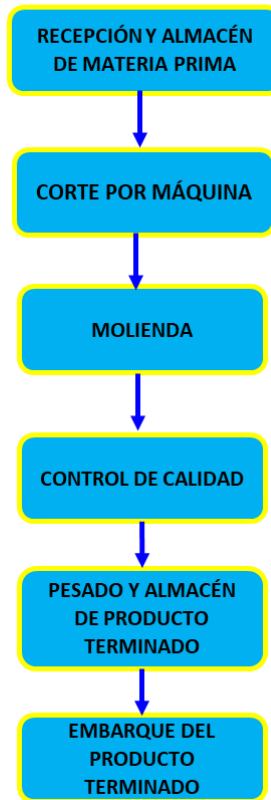 RECEPCIÓN Y ALMACÉN
DE MATERIA PRIMA
CORTE POR MÁQUINA
MOLIENDA
CONTROL DE CALIDAD
PESADO Y ALMACÉN
DE PRODUCTO
TERMINADO
EMBARQUE DEL
PRODUCTO
TERMINADO